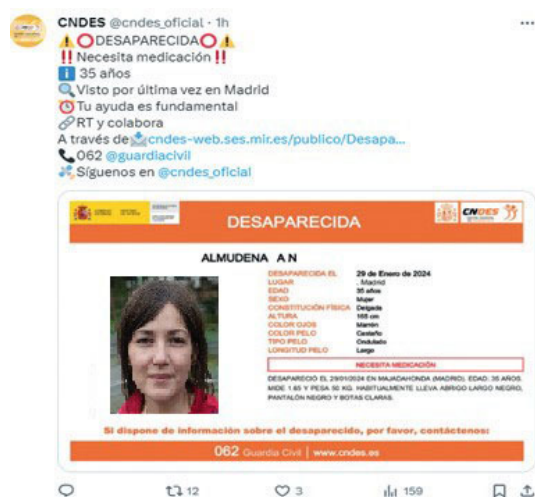 CNDES @cndes_oficial · 1h
⚠️⭕DESAPARECIDA⭕⚠️
‼️Necesita medicación‼️
ℹ️ 35 años
🔍Visto por última vez en Madrid
⏰Tu ayuda es fundamental
🔗RT y colabora
A través de📩cndes-web.ses.mir.es/publico/Desapa...
📞062 @guardiacivil
Síguenos en @cndes_oficial
CNDES
DESAPARECIDA
ALMUDENA A N
DESAPARECIDA EL 29 de Enero de 2024
LUGAR . Madrid
EDAD 35 años
SEXO Mujer
CONSTITUCIÓN FÍSICA Delgada
ALTURA 165 cm
COLOR OJOS Marrón
COLOR PELO Castaño
TIPO PELO Ondulado
LONGITUD PELO Largo
NECESITA MEDICACIÓN
DESAPARECIÓ EL 29/01/2024 EN MAJADAHONDA (MADRID). EDAD: 35 AÑOS.
MIDE 1.65 Y PESA 50 KG. HABITUALMENTE LLEVA ABRIGO LARGO NEGRO,
PANTALÓN NEGRO Y BOTAS CLARAS.
Si dispone de información sobre el desaparecido, por favor, contáctenos:
062 Guardia Civil | www.cndes.es
12 3 159